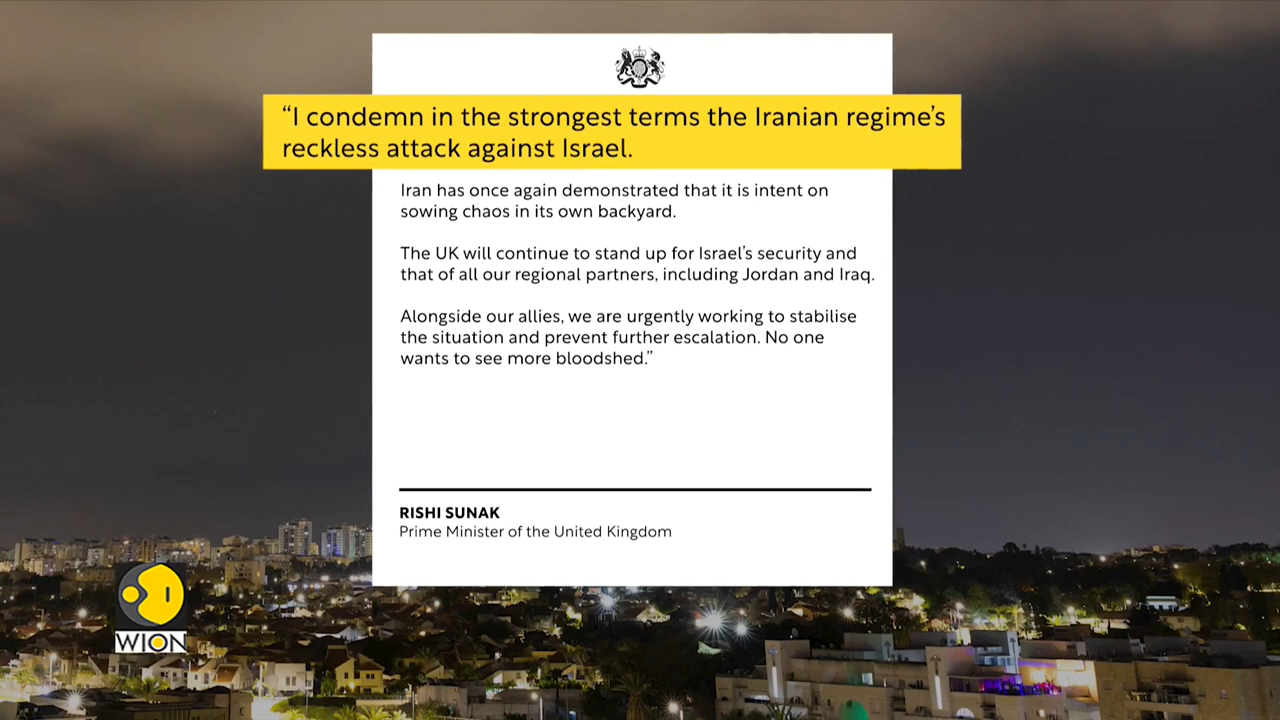 “I condemn in the strongest terms the Iranian regime’s
reckless attack against Israel.
Iran has once again demonstrated that it is intent on
sowing chaos in its own backyard.
The UK will continue to stand up for Israel’s security and
that of all our regional partners, including Jordan and Iraq.
Alongside our allies, we are urgently working to stabilise
the situation and prevent further escalation. No one
wants to see more bloodshed.”
RISHI SUNAK
Prime Minister of the United Kingdom
WION